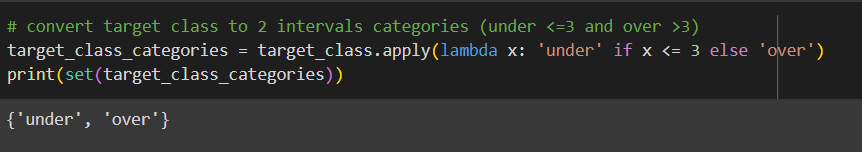 # convert target class to 2 intervals categories (under <=3 and over >3)
target_class_categories = target_class.apply(lambda x: 'under' if x <= 3 else 'over')
print(set(target_class_categories))
{'under', 'over'}